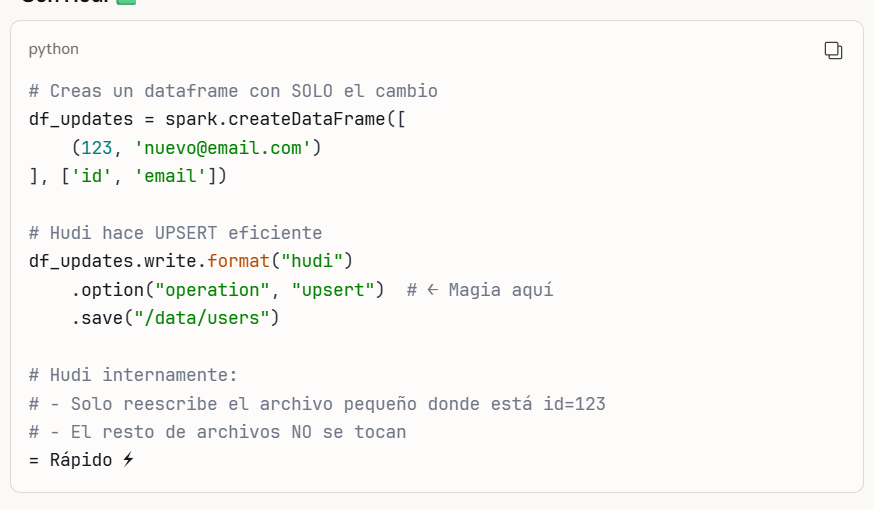 python
# Creas un dataframe con SOLO el cambio
df_updates = spark.createDataFrame([
    (123, 'nuevo@email.com')
], ['id', 'email'])
# Hudi hace UPSERT eficiente
df_updates.write.format("hudi")
    .option("operation", "upsert")  # ← Magia aquí
    .save("/data/users")
# Hudi internamente:
# - Solo reescribe el archivo pequeño donde está id=123
# - El resto de archivos NO se tocan
= Rápido ⚡